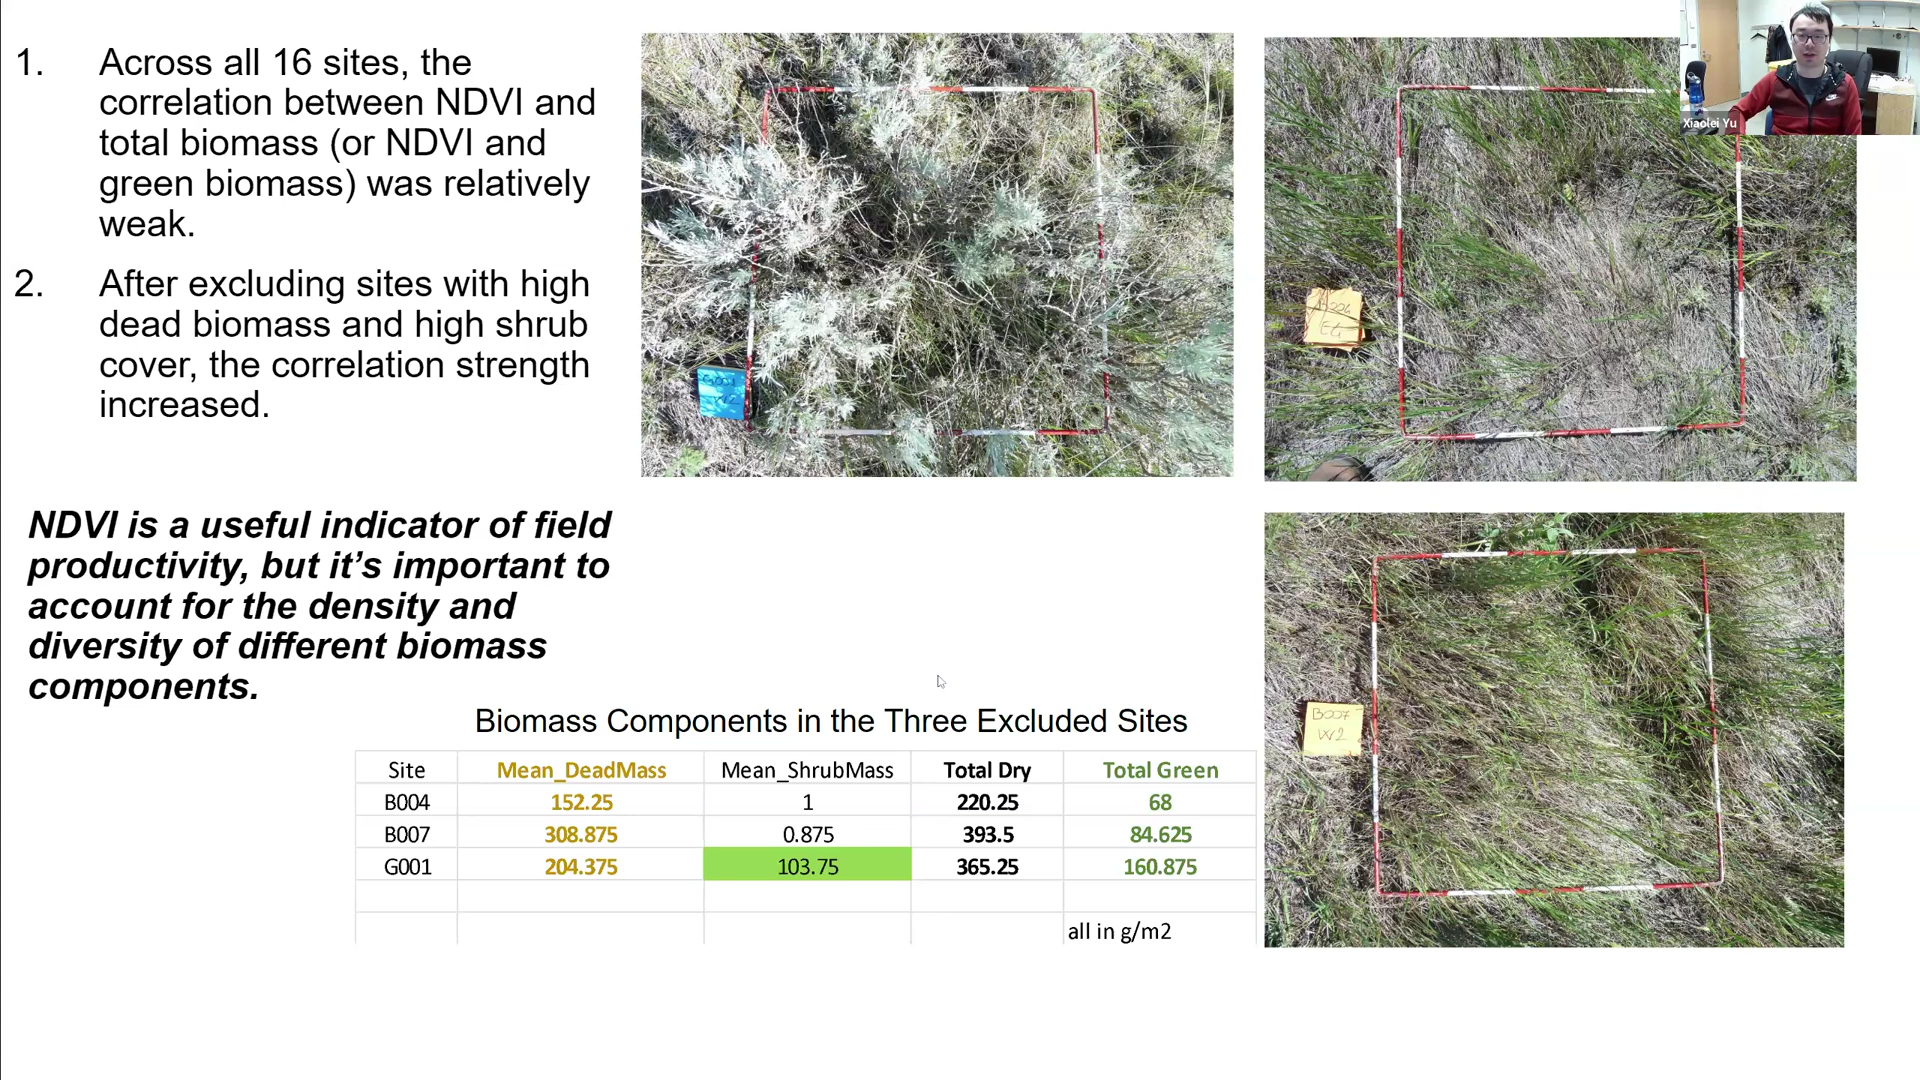 1. Across all 16 sites, the
correlation between NDVI and
total biomass (or NDVI and
green biomass) was relatively
weak.
2. After excluding sites with high
dead biomass and high shrub
cover, the correlation strength
increased.
NDVI is a useful indicator of field
productivity, but it’s important to
account for the density and
diversity of different biomass
components.
Xiaolei Yu
G001
W2
E4
B007
W2
Biomass Components in the Three Excluded Sites
Site Mean_DeadMass Mean_ShrubMass Total Dry Total Green
B004 152.25 1 220.25 68
B007 308.875 0.875 393.5 84.625
G001 204.375 103.75 365.25 160.875
all in g/m2